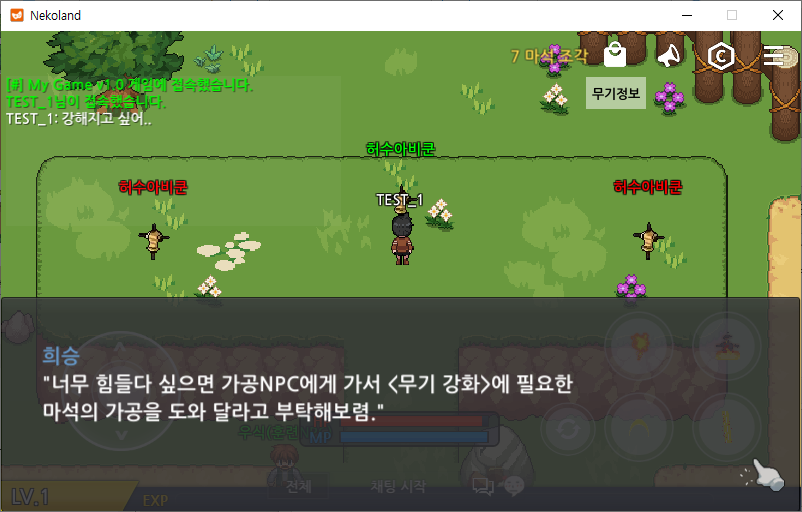 Nekoland
7 마석 조각
[#] My Game v1.0 게임에 접속했습니다.
TEST_1님이 접속했습니다.
TEST_1: 강해지고 싶어..
무기정보
허수아비쿤
허수아비쿤
허수아비쿤
TEST_1
희승
"너무 힘들다 싶으면 가공NPC에게 가서 <무기 강화>에 필요한
마석의 가공을 도와 달라고 부탁해보렴."
MP
전체
채팅 시작
LV.1
EXP